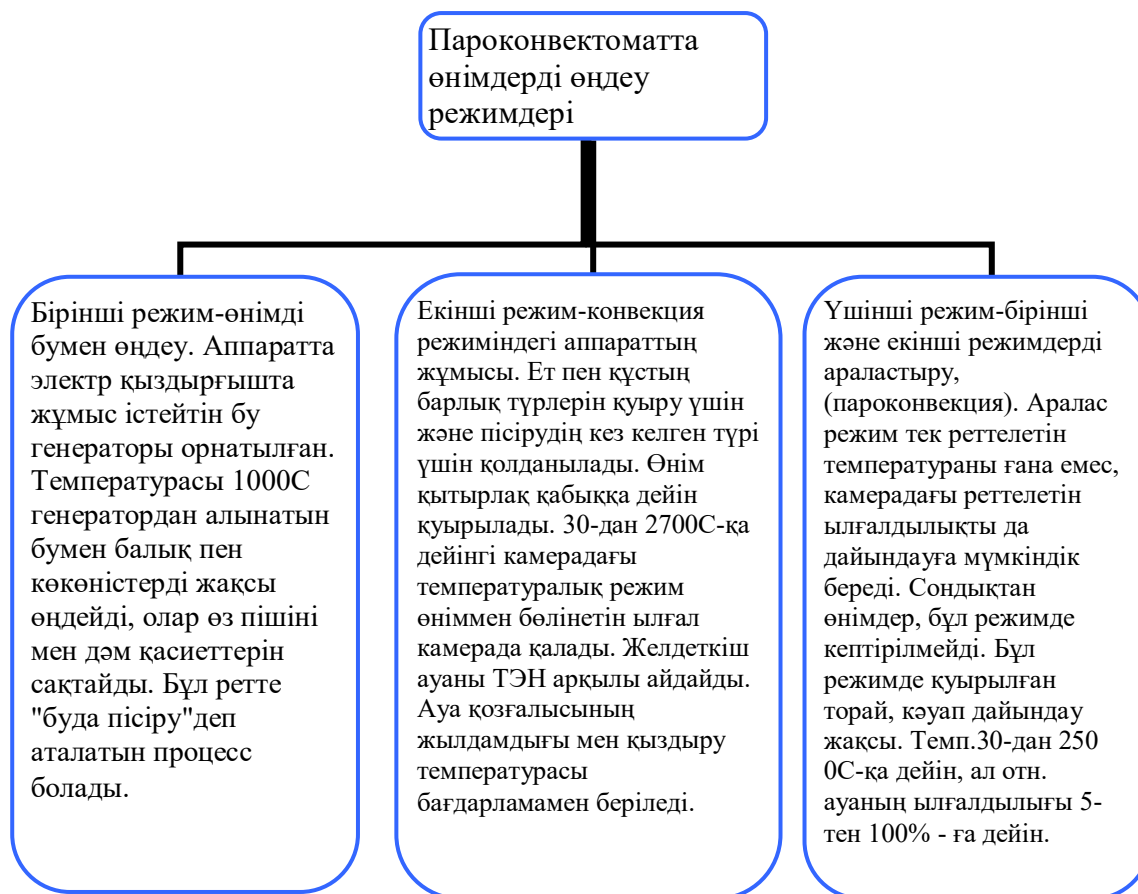 Пароконвектоматта
өнімдерді өңдеу
режимдері
Бірінші режим-өнімді
бумен өңдеу. Аппаратта
электр қыздырғышта
жұмыс істейтін бу
генераторы орнатылған.
Температурасы 1000С
генератордан алынатын
бумен балық пен
көкөністерді жақсы
өңдейді, олар өз пішіні
мен дәм қасиеттерін
сақтайды. Бұл ретте
"буда пісіру"деп
аталатын процесс
болады.
Екінші режим-конвекция
режиміндегі аппараттың
жұмысы. Ет пен құстың
барлық түрлерін қуыру үшін
және пісірудің кез келген түрі
үшін қолданылады. Өнім
қытырлақ қабыққа дейін
қуырылады. 30-дан 2700С-қа
дейінгі камерадағы
температуралық режим
өніммен бөлінетін ылғал
камерада қалады. Желдеткіш
ауаны ТЭН арқылы айдайды.
Ауа қозғалысының
жылдамдығы мен қыздыру
температурасы
бағдарламамен беріледі.
Үшінші режим-бірінші
және екінші режимдерді
араластыру,
(пароконвекция). Аралас
режим тек реттелетін
температураны ғана емес,
камерадағы реттелетін
ылғалдылықты да
дайындауға мүмкіндік
береді. Сондықтан
өнімдер, бұл режимде
кептірілмейді. Бұл
режимде қуырылған
торай, кәуап дайындау
жақсы. Темп.30-дан 250
0С-қа дейін, ал отн.
ауаның ылғалдылығы 5-
тен 100% - ға дейін.